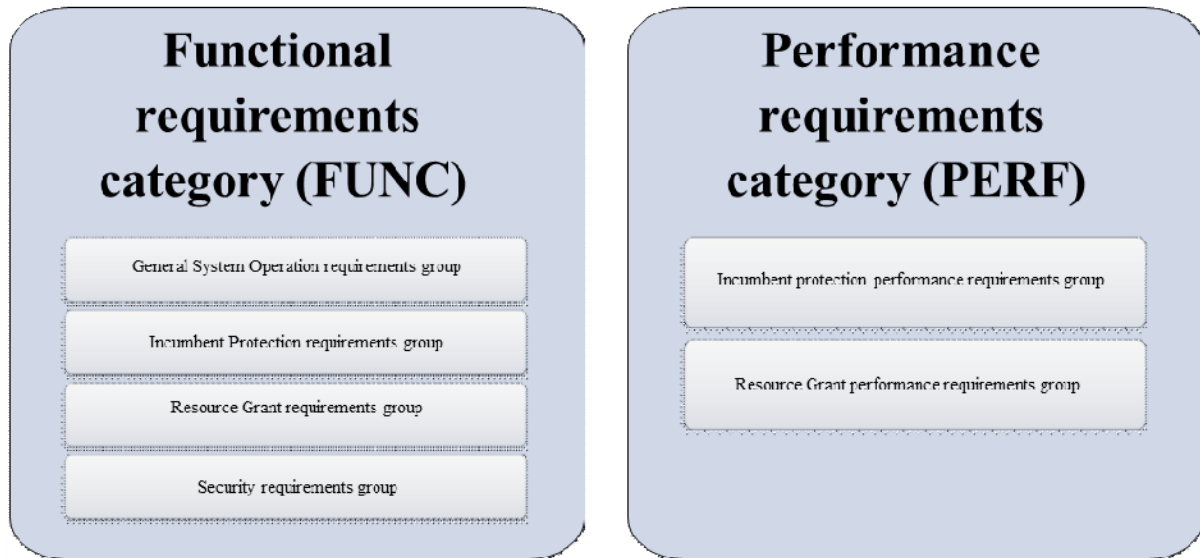 Functional
requirements
category (FUNC)
General System Operation requirements group
Incumbent Protection requirements group
Resource Grant requirements group
Security requirements group
Performance
requirements
category (PERF)
Incumbent protection performance requirements group
Resource Grant performance requirements group